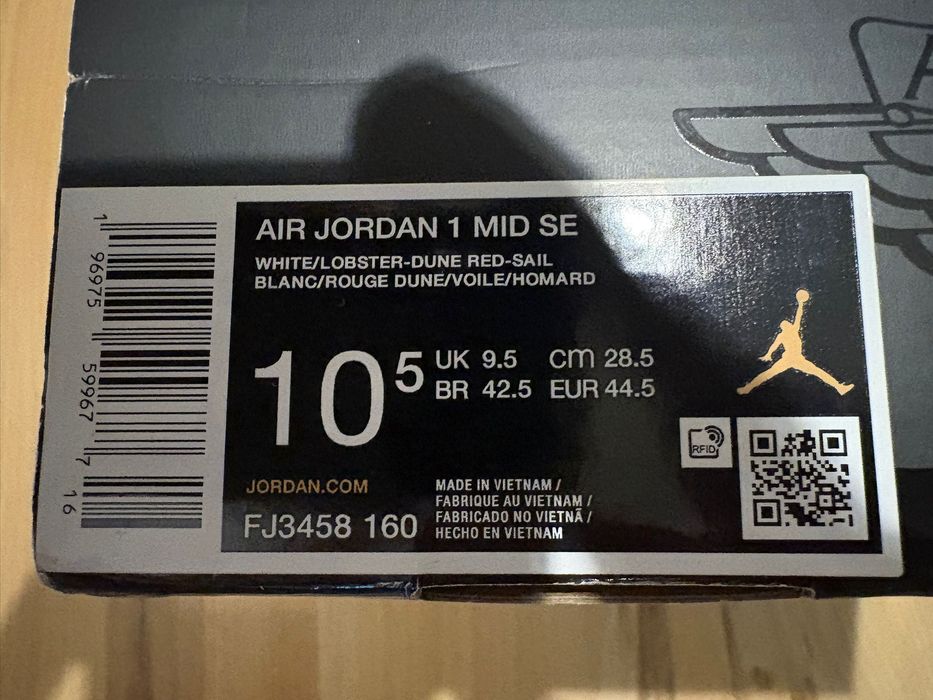 AIR JORDAN 1 MID SE
WHITE/LOBSTER-DUNE RED-SAIL
BLANC/ROUGE DUNE/VOILE/HOMARD
10⁵
UK 9.5 cm 28.5
BR 42.5 EUR 44.5
RFID
JORDAN.COM
FJ3458 160
MADE IN VIETNAM /
FABRIQUE AU VIETNAM /
FABRICADO NO VIETNÃ /
HECHO EN VIETNAM
1 96975 59967 7 16